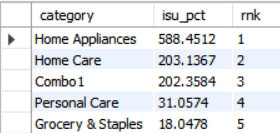 category isu_pct rnk
Home Appliances 588.4512 1
Home Care 203.1367 2
Combo1 202.3584 3
Personal Care 31.0574 4
Grocery & Staples 18.0478 5